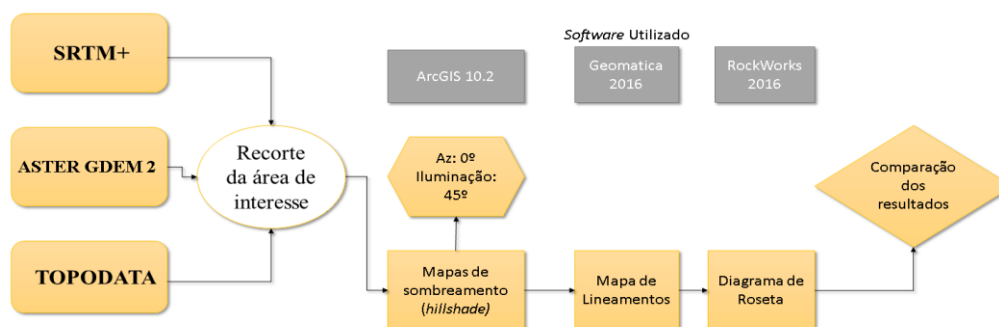 SRTM+
ASTER GDEM 2
TOPODATA
Recorte
da área de
interesse
Software Utilizado
ArcGIS 10.2
Geomatica
2016
RockWorks
2016
Az: 0º
Iluminação:
45º
Mapas de
sombreamento
(hillshade)
Mapa de
Lineamentos
Diagrama de
Roseta
Comparação
dos
resultados